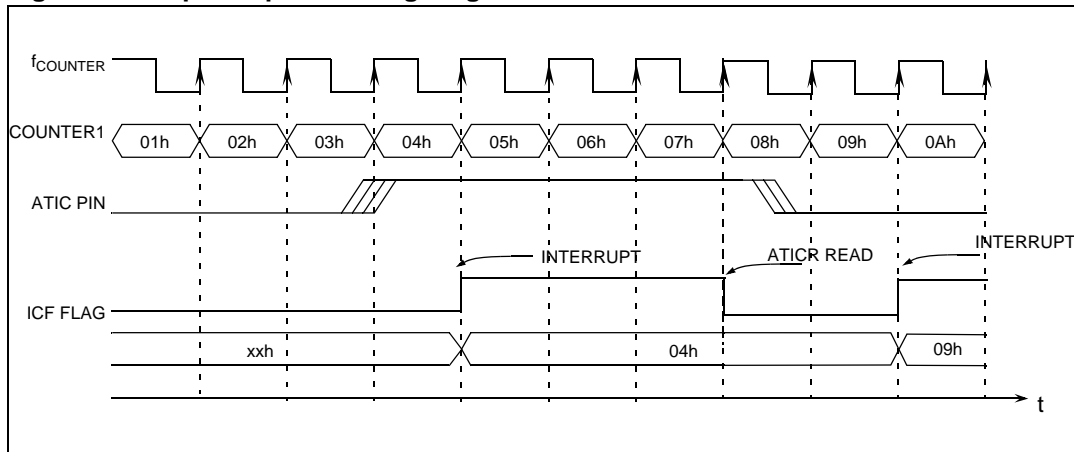 fCOUNTER
COUNTER1 01h 02h 03h 04h 05h 06h 07h 08h 09h 0Ah
ATIC PIN
INTERRUPT ATICR READ INTERRUPT
ICF FLAG
xxh 04h 09h
t